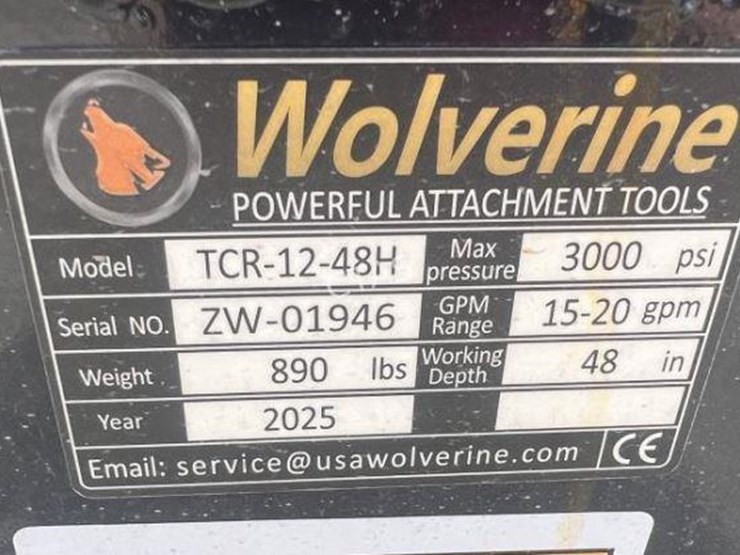 Wolverine
POWERFUL ATTACHMENT TOOLS
Model TCR-12-48H Max pressure 3000 psi
Serial NO. ZW-01946 GPM Range 15-20 gpm
Weight 890 lbs Working Depth 48 in
Year 2025
Email: service@usawolverine.com CE